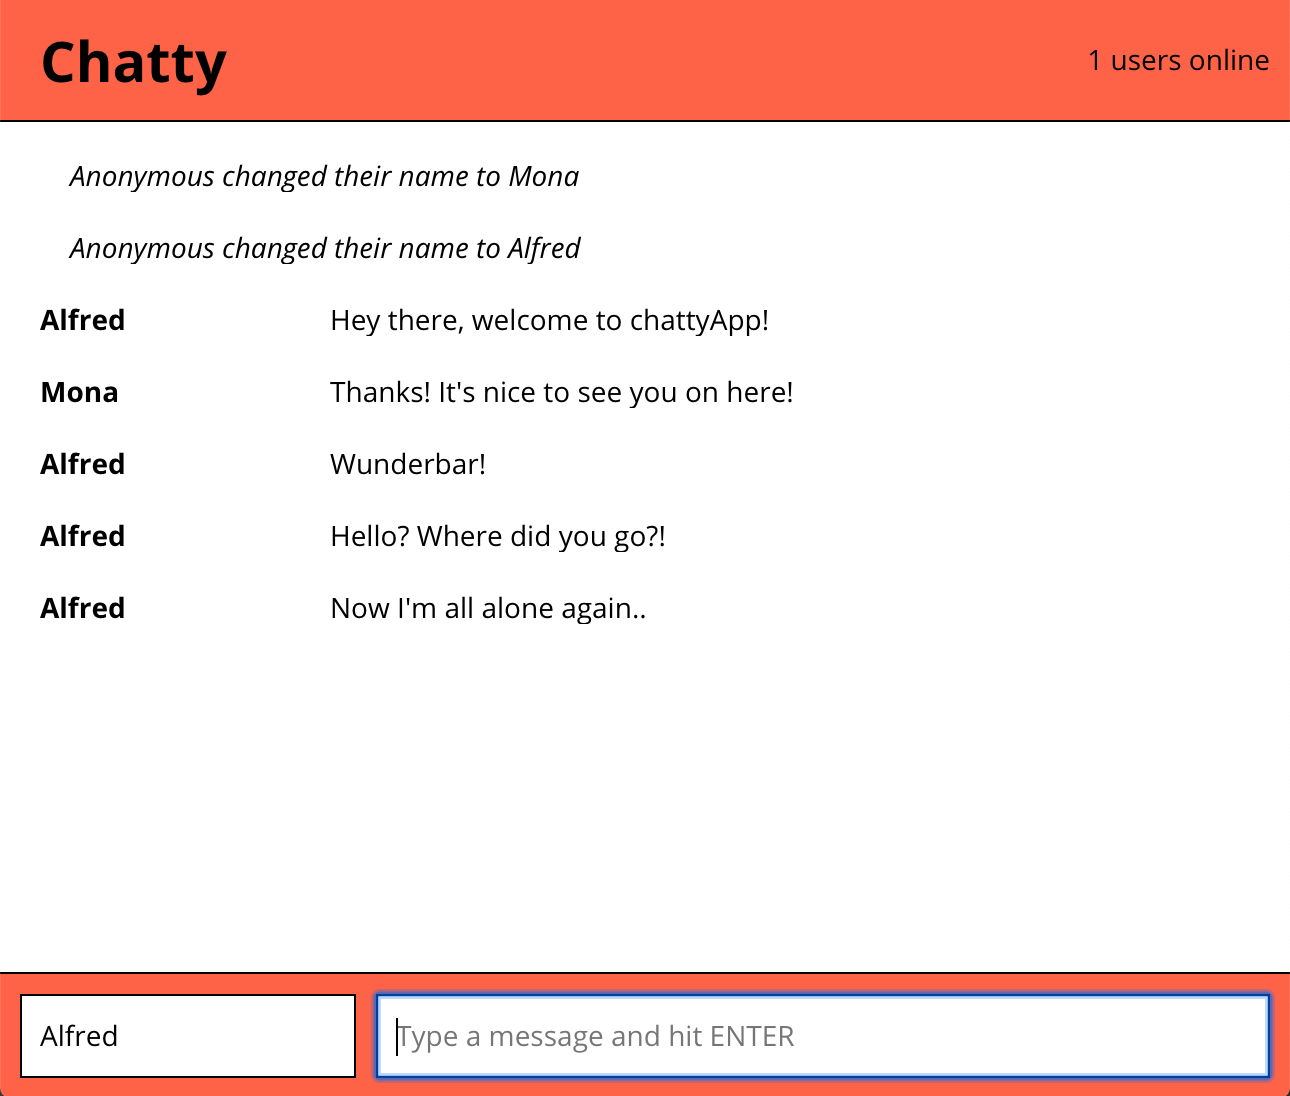 Chatty
1 users online
Anonymous changed their name to Mona
Anonymous changed their name to Alfred
Alfred Hey there, welcome to chattyApp!
Mona Thanks! It's nice to see you on here!
Alfred Wunderbar!
Alfred Hello? Where did you go?!
Alfred Now I'm all alone again..
Alfred Type a message and hit ENTER